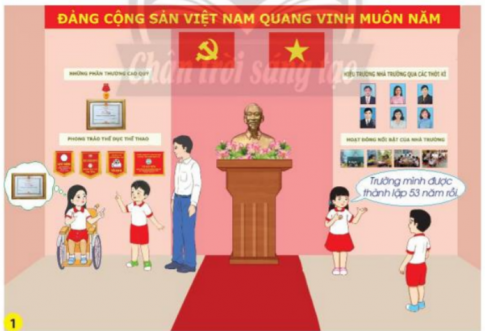 ĐẢNG CỘNG SẢN VIỆT NAM QUANG VINH MUÔN NĂM
Chân trời sáng tạo
NHỮNG PHẦN THƯỞNG CAO QUÝ
HIỆU TRƯỞNG NHÀ TRƯỜNG QUA CÁC THỜI KÌ
PHONG TRÀO THỂ DỤC THỂ THAO
HOẠT ĐỘNG NỔI BẬT CỦA NHÀ TRƯỜNG
Trường mình được
thành lập 53 năm rồi.
1